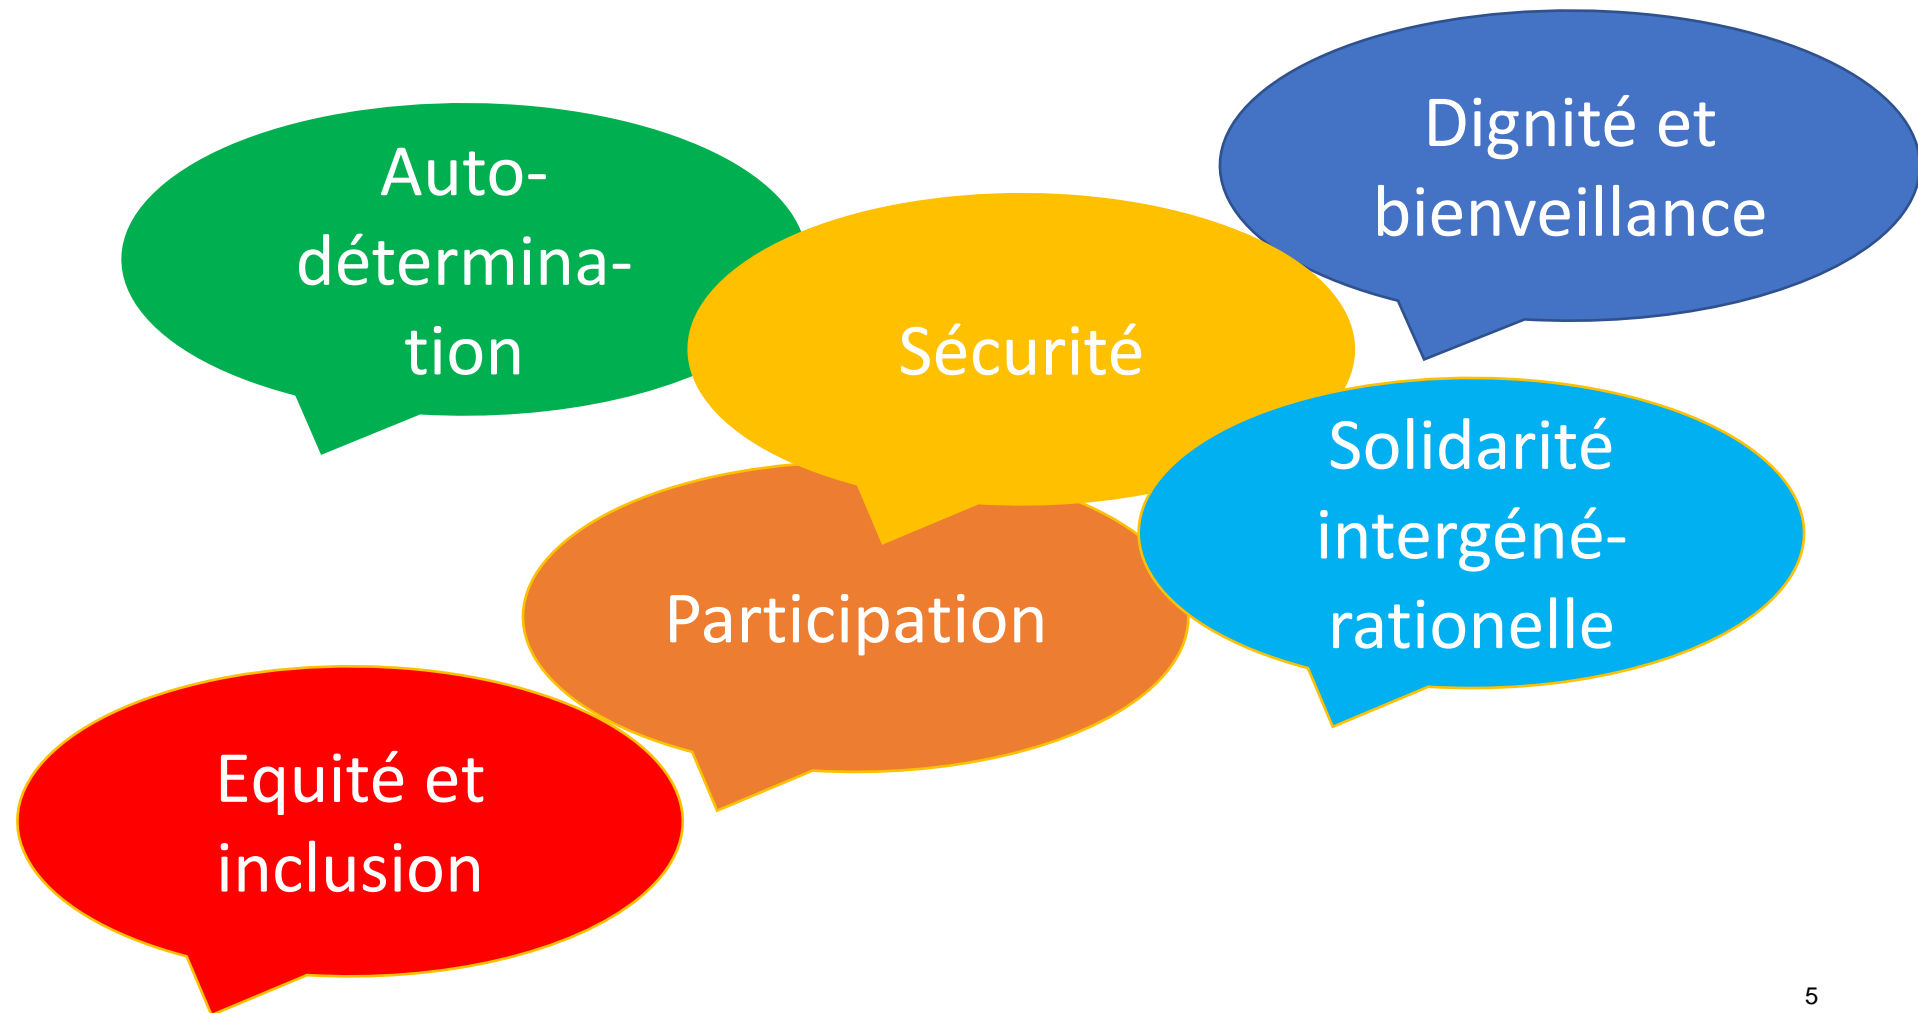 Auto-
détermina-
tion
Dignité et
bienveillance
Sécurité
Solidarité
intergéné-
rationelle
Participation
Equité et
inclusion
5